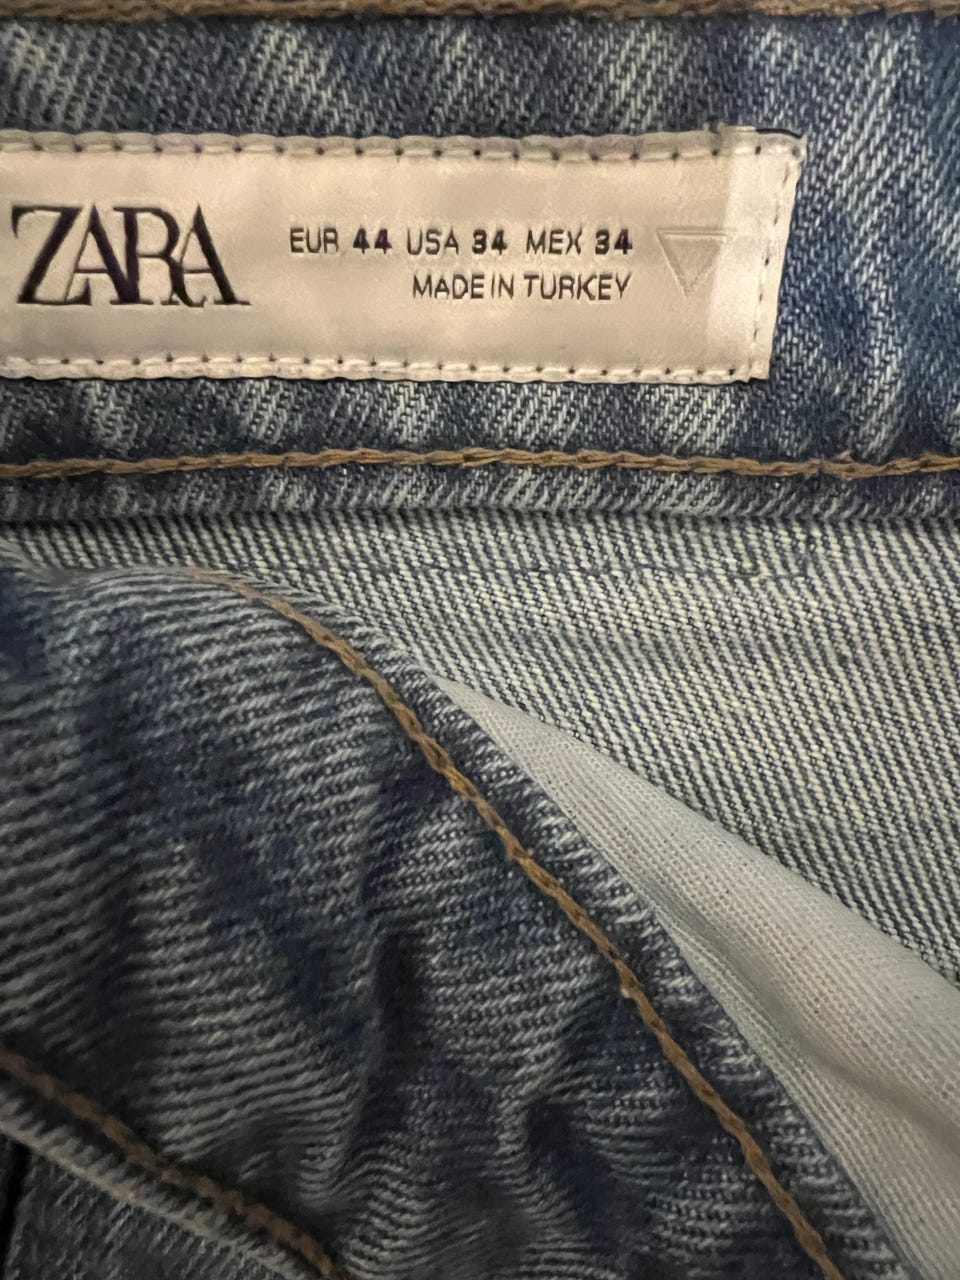 ZARA
EUR 44 USA 34 MEX 34
MADE IN TURKEY